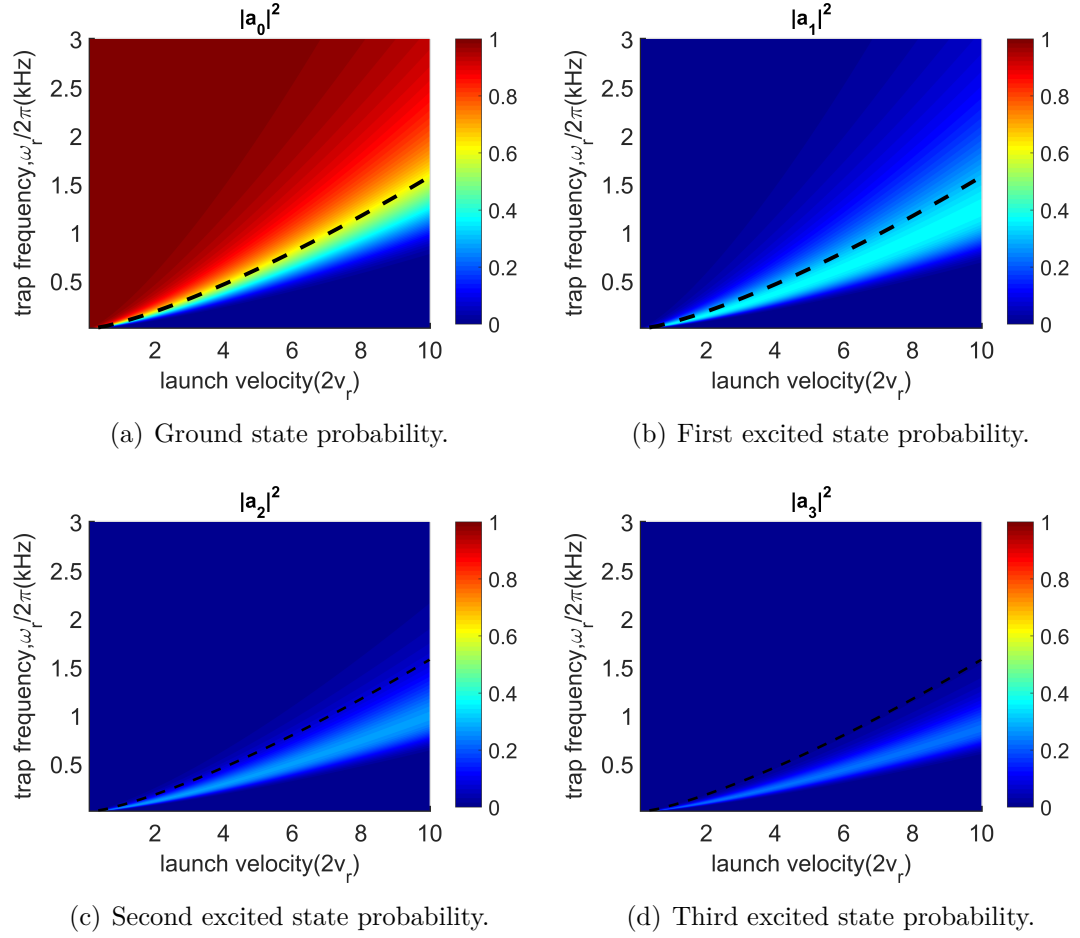 |a₀|²
|a₁|²
trap frequency,ωᵣ/2π(kHz)
3
2.5
2
1.5
1
0.5
2 4 6 8 10
launch velocity(2vᵣ)
1
0.8
0.6
0.4
0.2
0
trap frequency,ωᵣ/2π(kHz)
3
2.5
2
1.5
1
0.5
2 4 6 8 10
launch velocity(2vᵣ)
1
0.8
0.6
0.4
0.2
0
(a) Ground state probability.
(b) First excited state probability.
|a₂|²
|a₃|²
trap frequency,ωᵣ/2π(kHz)
3
2.5
2
1.5
1
0.5
2 4 6 8 10
launch velocity(2vᵣ)
1
0.8
0.6
0.4
0.2
0
trap frequency,ωᵣ/2π(kHz)
3
2.5
2
1.5
1
0.5
2 4 6 8 10
launch velocity(2vᵣ)
1
0.8
0.6
0.4
0.2
0
(c) Second excited state probability.
(d) Third excited state probability.